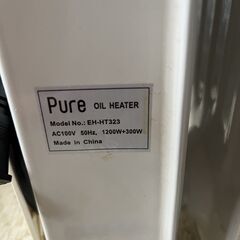 Pure OIL HEATER
Model No.: EH-HT323
AC100V 50Hz, 1200W+300W
Made in China